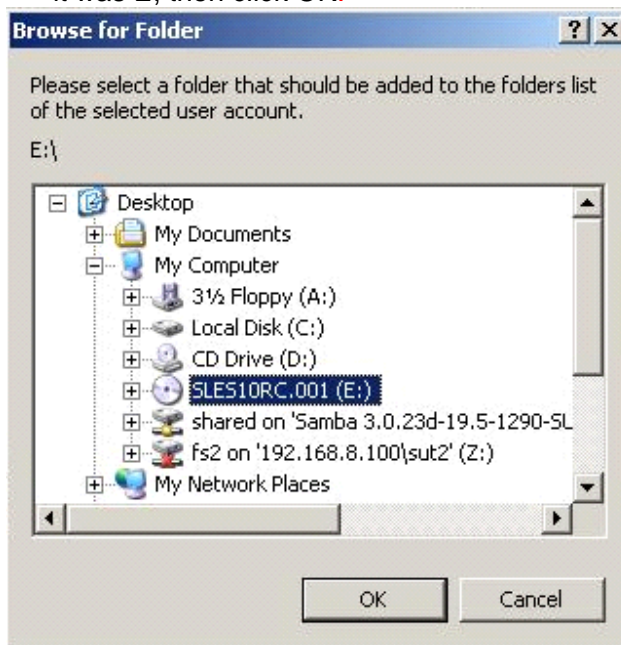 Browse for Folder
Please select a folder that should be added to the folders list
of the selected user account.
E:\
Desktop
My Documents
My Computer
3½ Floppy (A:)
Local Disk (C:)
CD Drive (D:)
SLES10RC.001 (E:)
shared on 'Samba 3.0.23d-19.5-1290-SL
fs2 on '192.168.8.100\sut2' (Z:)
My Network Places
OK Cancel